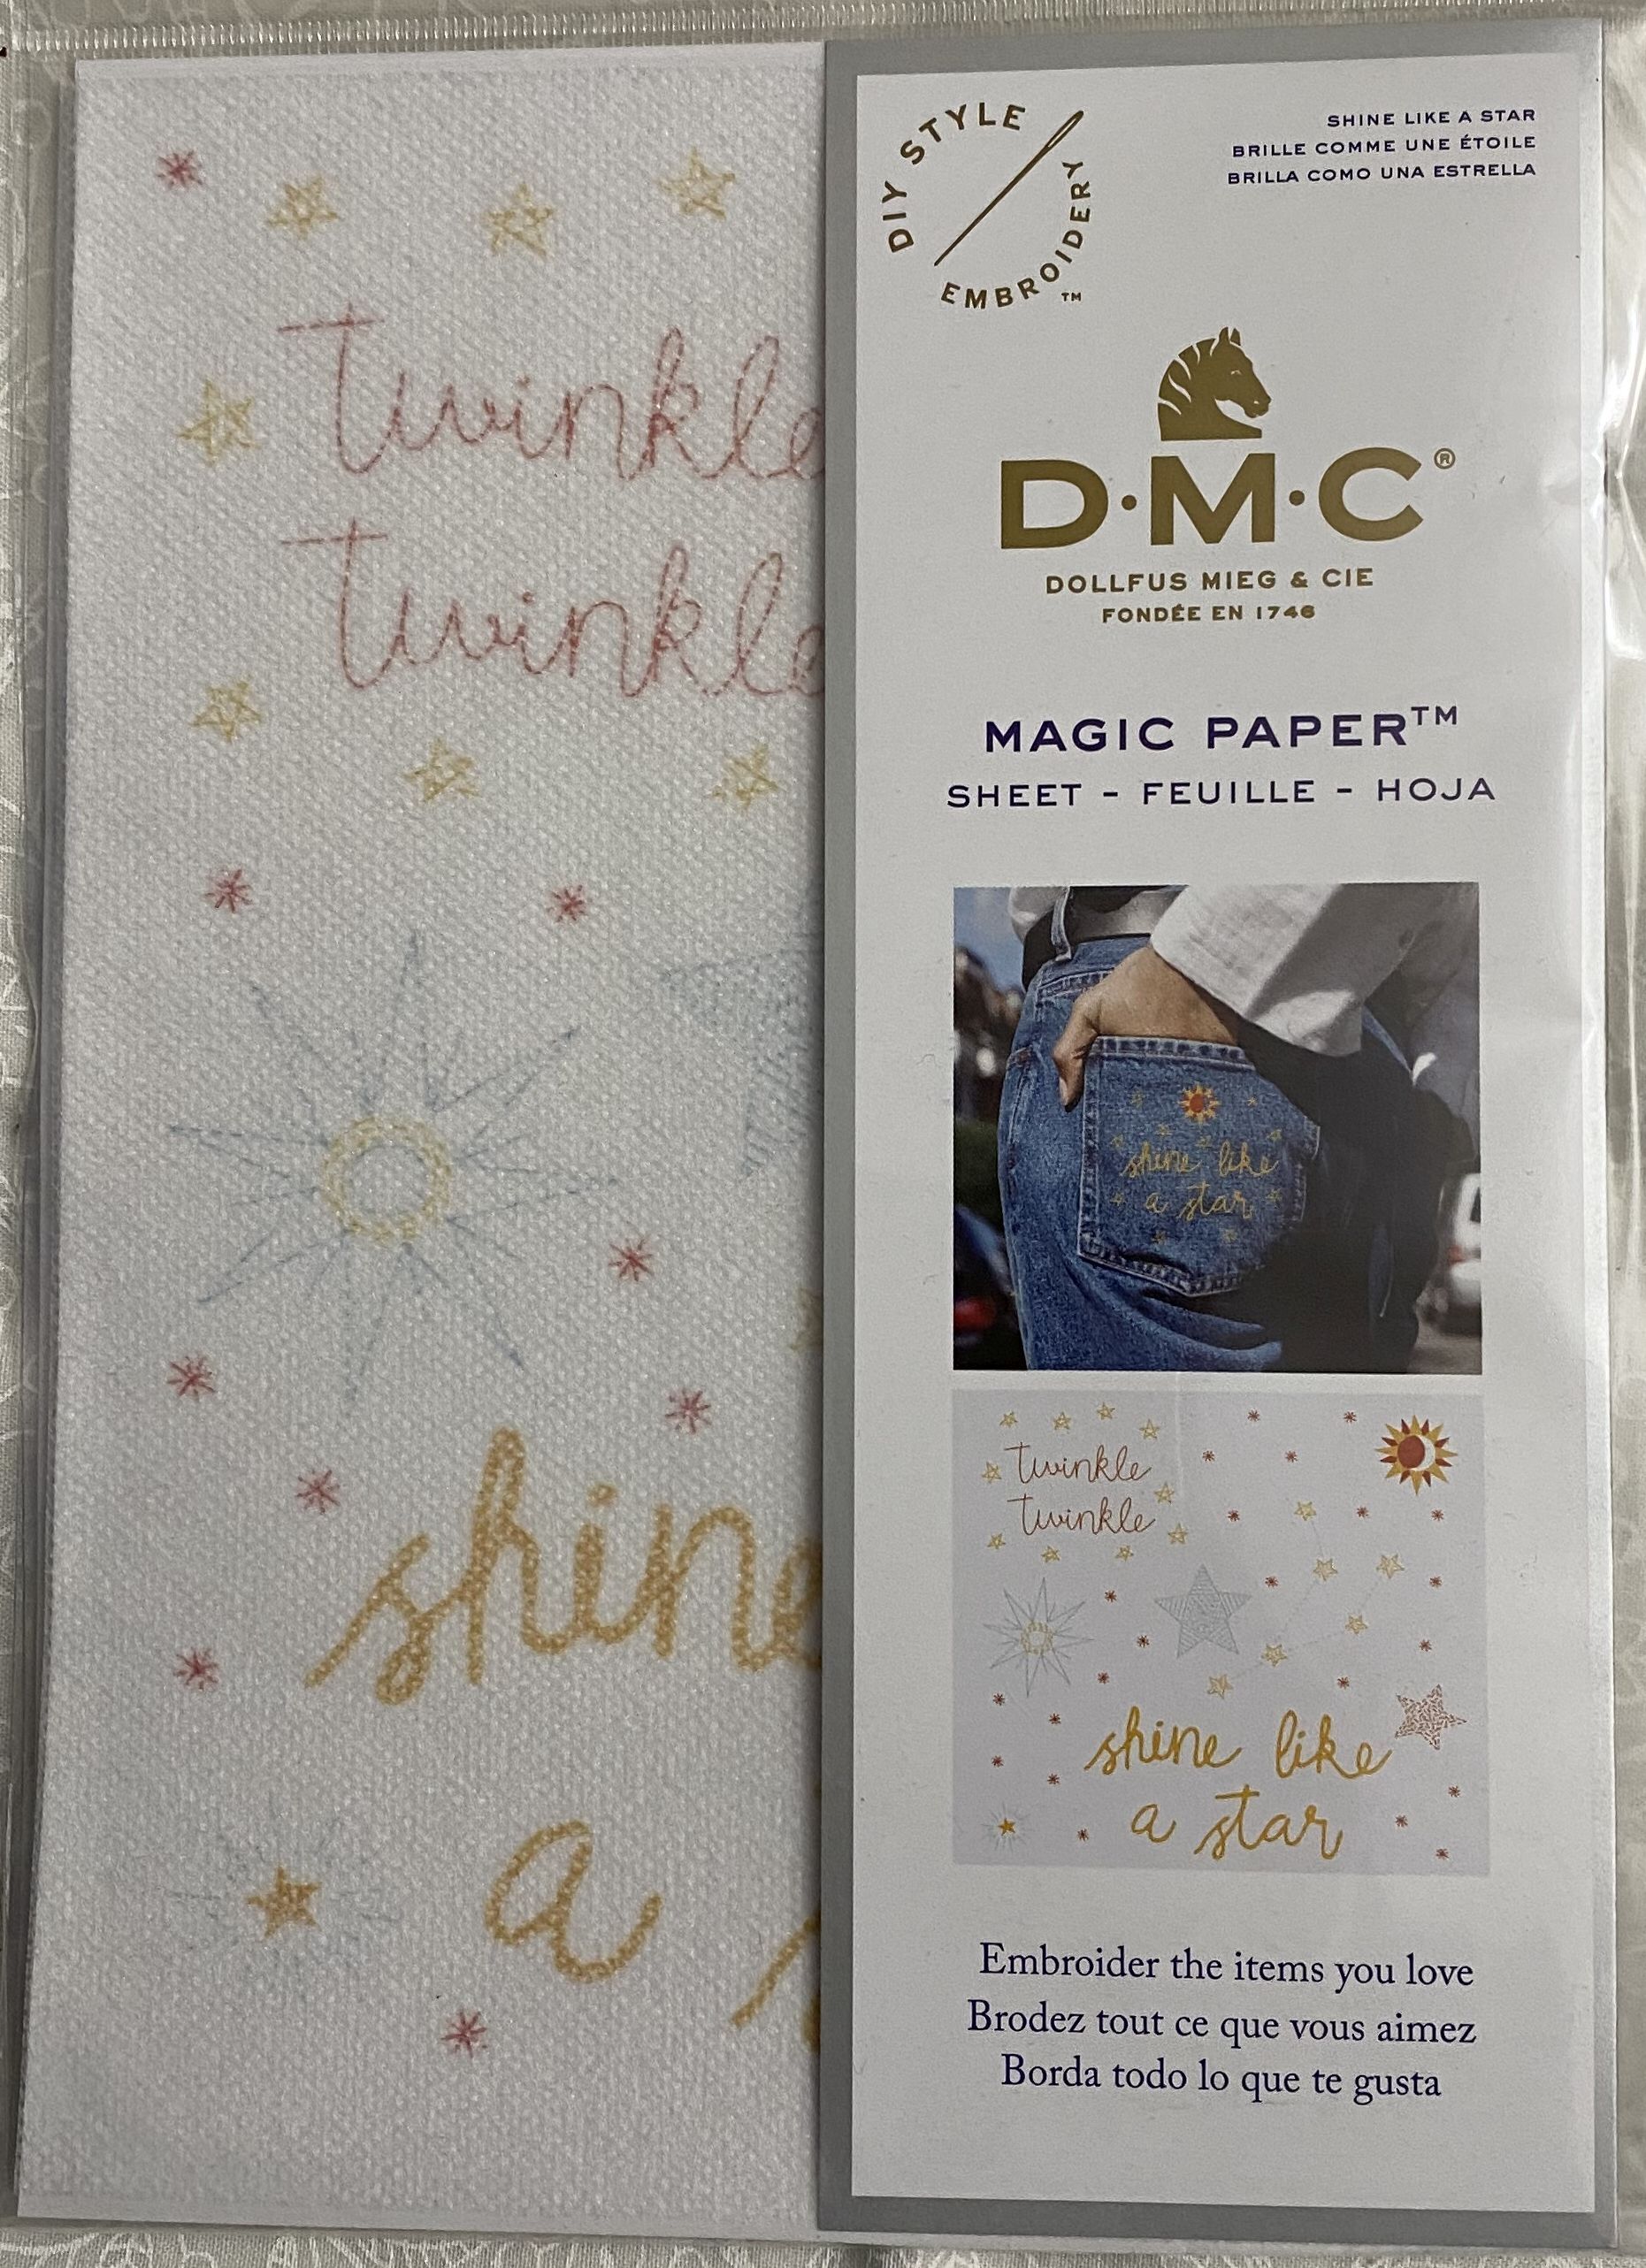 twinkle
twinkle
shine
a
DIY STYLE
EMBROIDERY
TM
SHINE LIKE A STAR
BRILLE COMME UNE ÉTOILE
BRILLA COMO UNA ESTRELLA
D·M·C®
DOLLFUS MIEG & CIE
FONDÉE EN 1746
MAGIC PAPER™
SHEET - FEUILLE - HOJA
shine like
a star
twinkle
twinkle
shine like
a star
Embroider the items you love
Brodez tout ce que vous aimez
Borda todo lo que te gusta